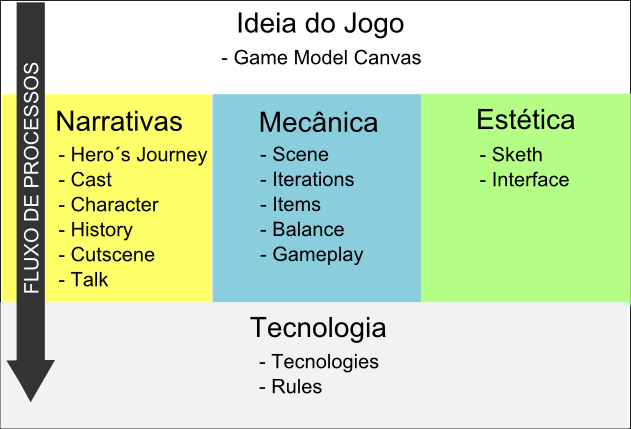 Ideia do Jogo
- Game Model Canvas
FLUXO DE PROCESSOS
Narrativas
- Hero´s Journey
- Cast
- Character
- History
- Cutscene
- Talk
Mecânica
- Scene
- Iterations
- Items
- Balance
- Gameplay
Estética
- Sketh
- Interface
Tecnologia
- Tecnologies
- Rules